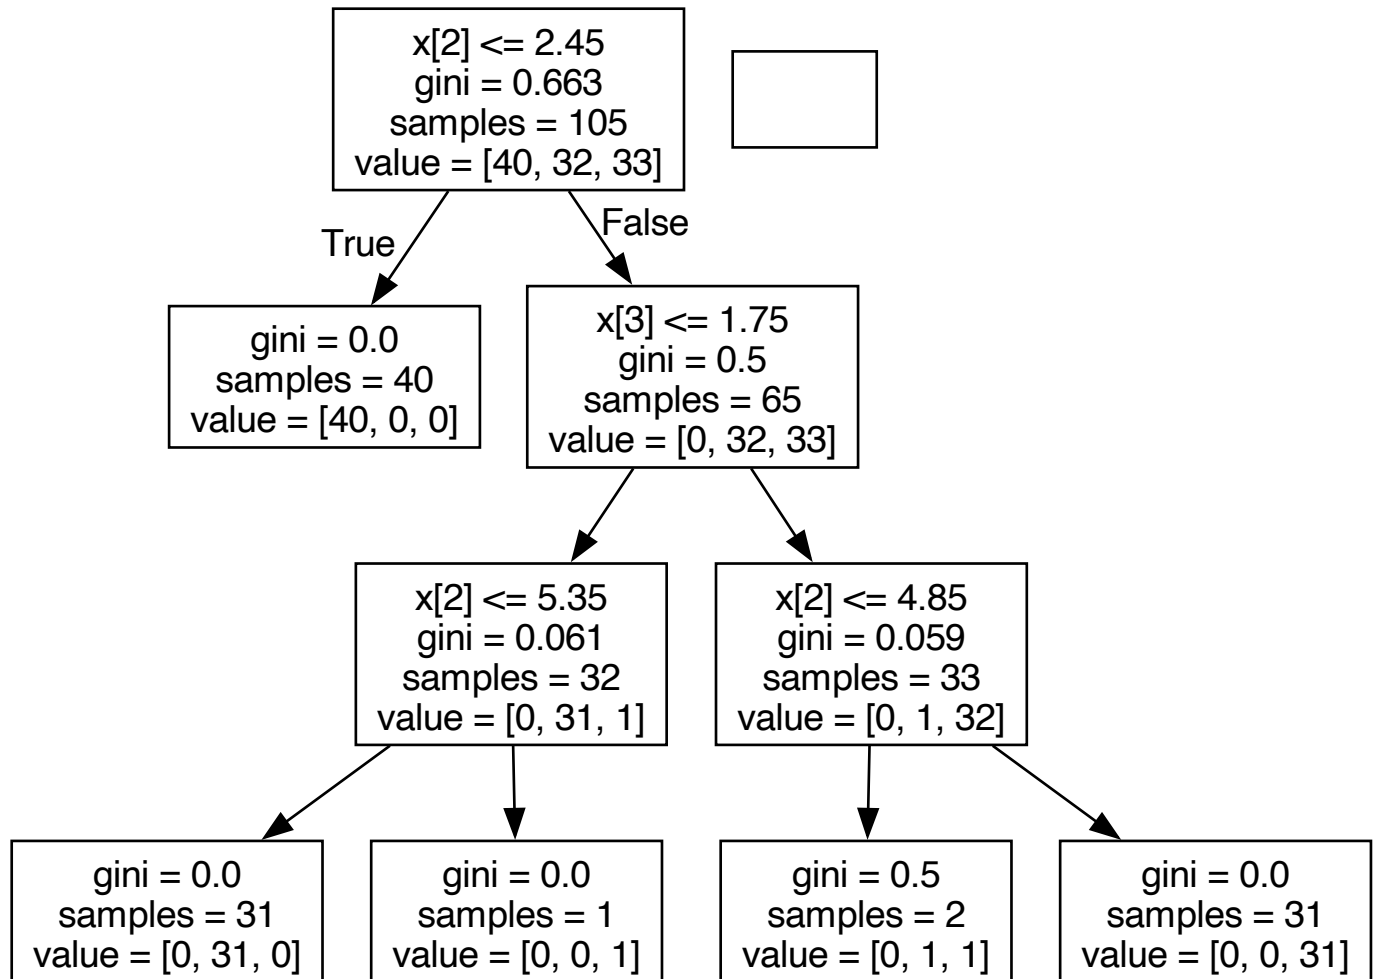 x[2] <= 2.45
gini = 0.663
samples = 105
value = [40, 32, 33]
True
False
gini = 0.0
samples = 40
value = [40, 0, 0]
x[3] <= 1.75
gini = 0.5
samples = 65
value = [0, 32, 33]
x[2] <= 5.35
gini = 0.061
samples = 32
value = [0, 31, 1]
x[2] <= 4.85
gini = 0.059
samples = 33
value = [0, 1, 32]
gini = 0.0
samples = 31
value = [0, 31, 0]
gini = 0.0
samples = 1
value = [0, 0, 1]
gini = 0.5
samples = 2
value = [0, 1, 1]
gini = 0.0
samples = 31
value = [0, 0, 31]